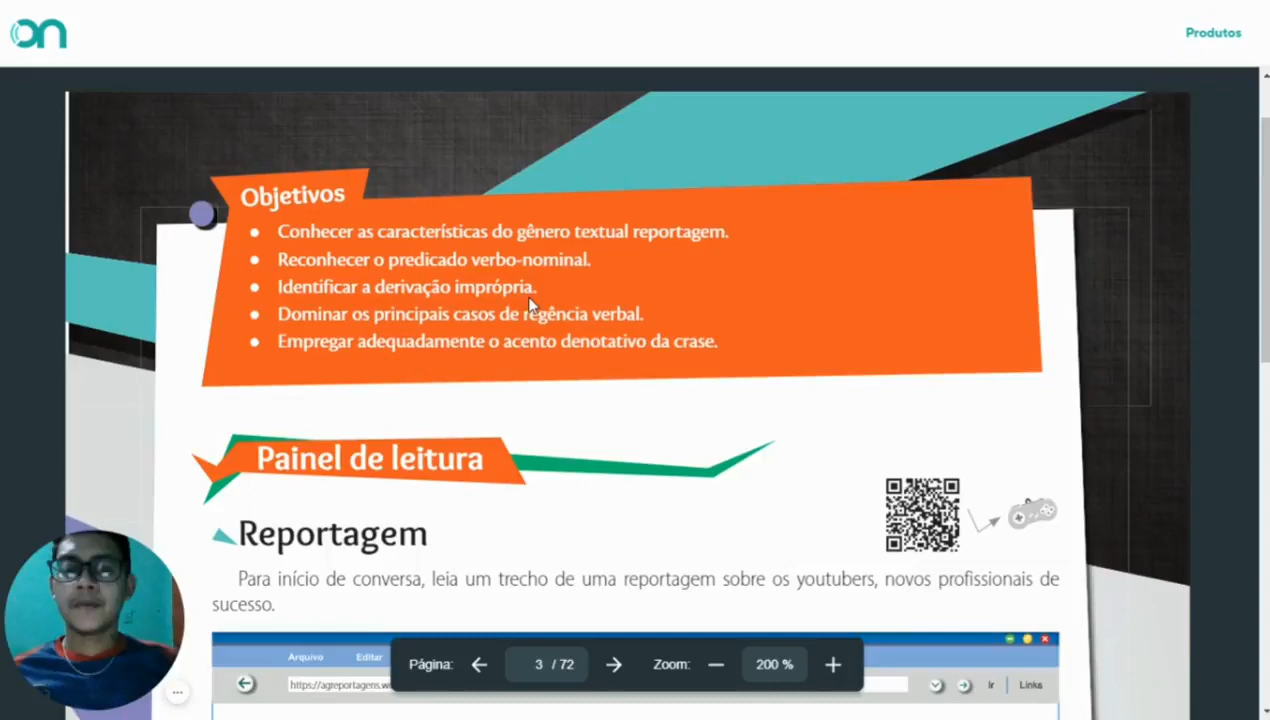 on
Produtos
Objetivos
• Conhecer as características do gênero textual reportagem.
• Reconhecer o predicado verbo-nominal.
• Identificar a derivação imprópria.
• Dominar os principais casos de regência verbal.
• Empregar adequadamente o acento denotativo da crase.
Painel de leitura
Reportagem
Para início de conversa, leia um trecho de uma reportagem sobre os youtubers, novos profissionais de
sucesso.
Arquivo Editar
Página: 3 / 72 Zoom: 200 %
https://agreportagens.w Ir Links